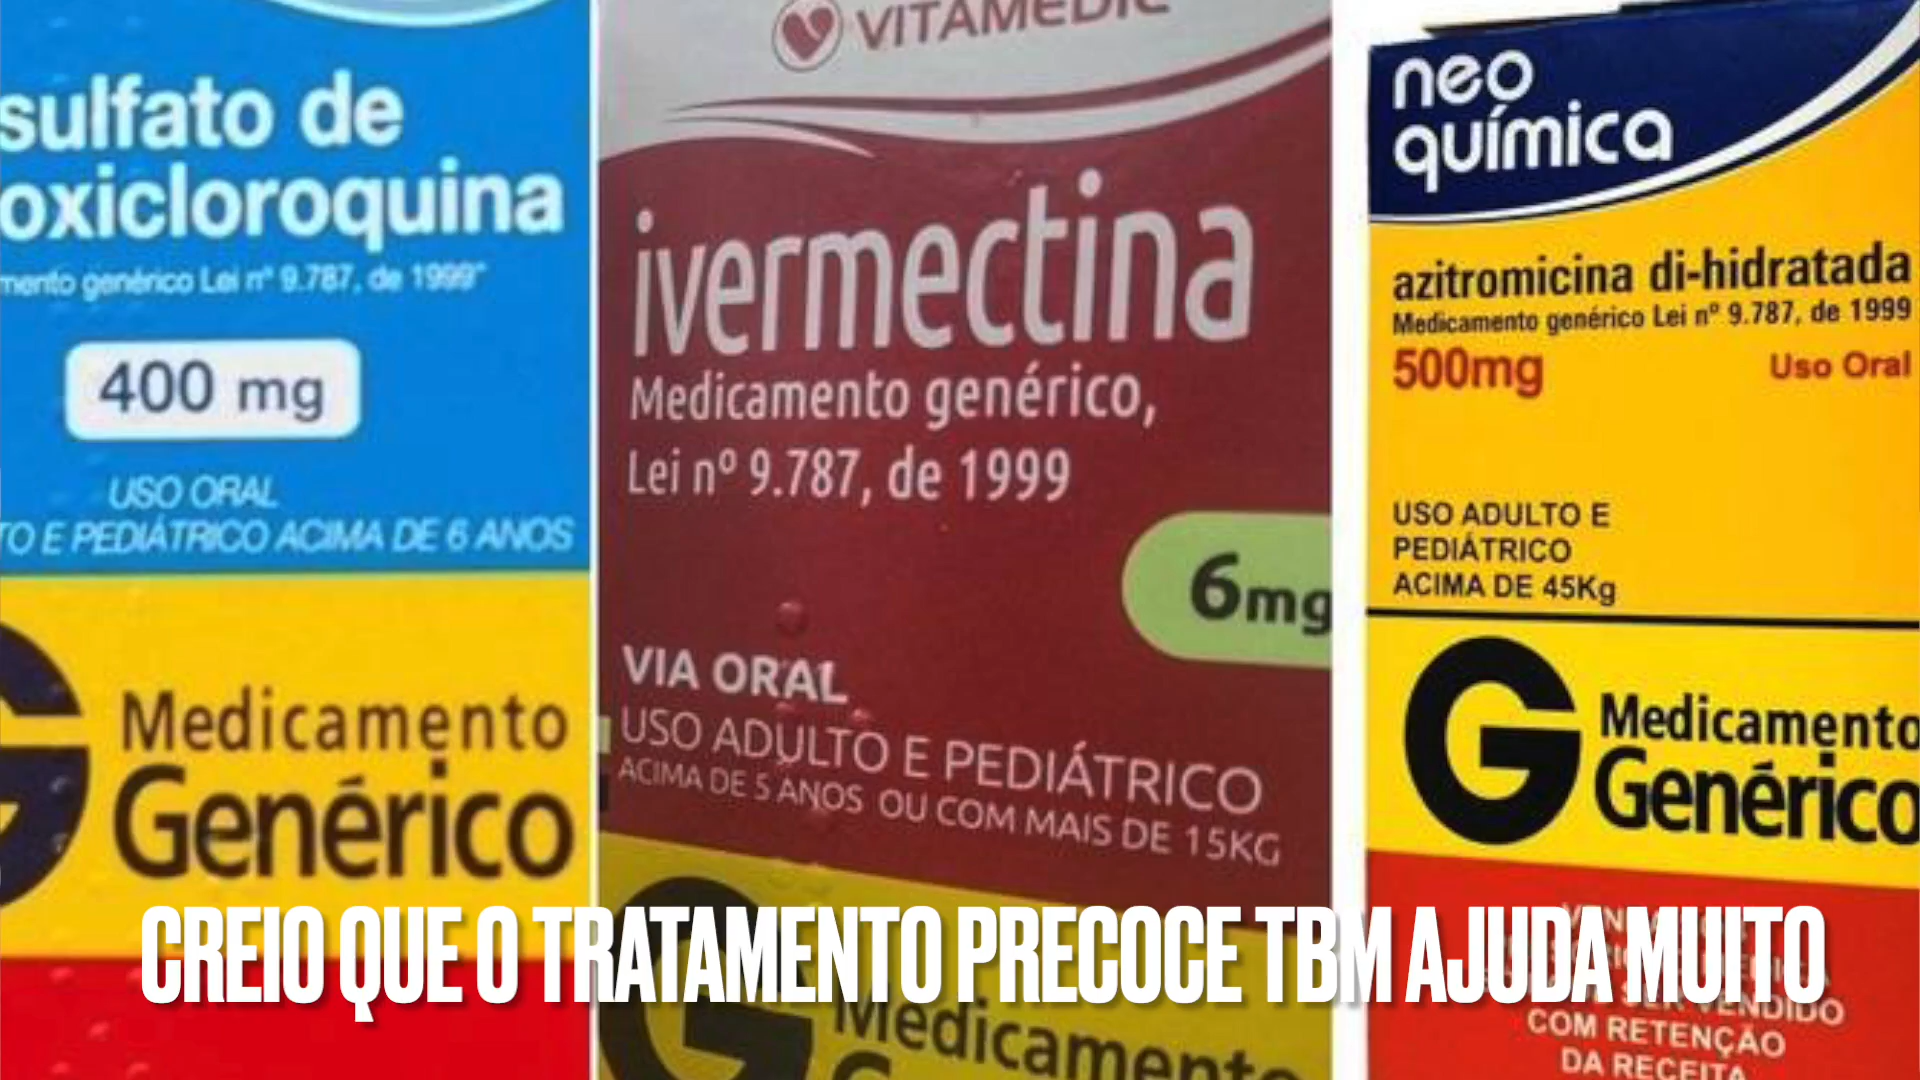 sulfato de
oxicloroquina
mento genérico Lei nº 9.787, de 1999"
400 mg
USO ORAL
TO E PEDIÁTRICO ACIMA DE 6 ANOS
Medicamento
Genérico
VITAMEDIC
ivermectina
Medicamento genérico,
Lei nº 9.787, de 1999
6mg
VIA ORAL
USO ADULTO E PEDIÁTRICO
ACIMA DE 5 ANOS OU COM MAIS DE 15KG
Medicamento
neo
química
azitromicina di-hidratada
Medicamento genérico Lei nº 9.787, de 1999
500mg Uso Oral
USO ADULTO E
PEDIÁTRICO
ACIMA DE 45Kg
G Medicamento
Genérico
VENDIDO
COM RETENÇÃO
DA RECEITA
CREIO QUE O TRATAMENTO PRECOCE TBM AJUDA MUITO